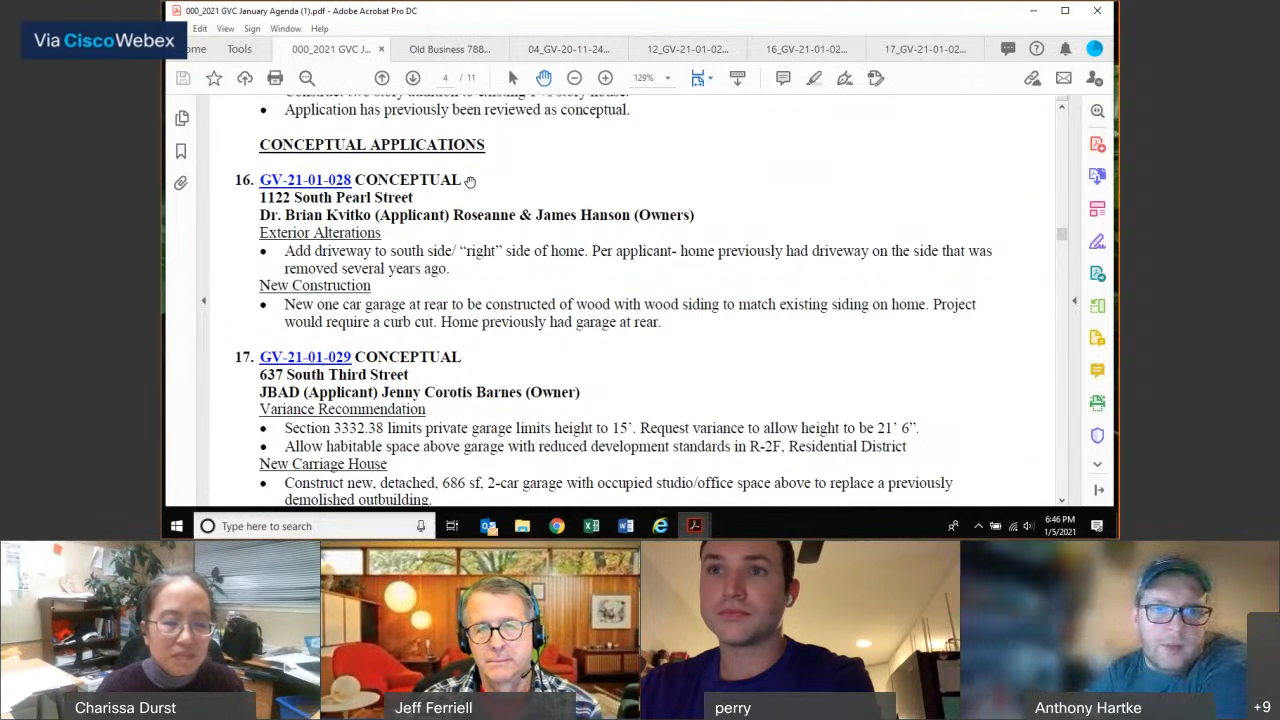 000_2021 GVC January Agenda (1).pdf - Adobe Acrobat Pro DC
Edit View Sign Window Help
Via CiscoWebex
ome Tools 000_2021 GVC J... × Old Business 788... 04_GV-20-11-24... 12_GV-21-01-02... 16_GV-21-01-02... 17_GV-21-01-02...
4 / 11 129%
• Application has previously been reviewed as conceptual.
CONCEPTUAL APPLICATIONS
16. GV-21-01-028 CONCEPTUAL
1122 South Pearl Street
Dr. Brian Kvitko (Applicant) Roseanne & James Hanson (Owners)
Exterior Alterations
• Add driveway to south side/ “right” side of home. Per applicant- home previously had driveway on the side that was
removed several years ago.
New Construction
• New one car garage at rear to be constructed of wood with wood siding to match existing siding on home. Project
would require a curb cut. Home previously had garage at rear.
17. GV-21-01-029 CONCEPTUAL
637 South Third Street
JBAD (Applicant) Jenny Corotis Barnes (Owner)
Variance Recommendation
• Section 3332.38 limits private garage limits height to 15’. Request variance to allow height to be 21’ 6”.
• Allow habitable space above garage with reduced development standards in R-2F, Residential District
New Carriage House
• Construct new, detached, 686 sf, 2-car garage with occupied studio/office space above to replace a previously
demolished outbuilding.
Type here to search
6:46 PM
1/5/2021
Charissa Durst
Jeff Ferriell
perry
Anthony Hartke
+9